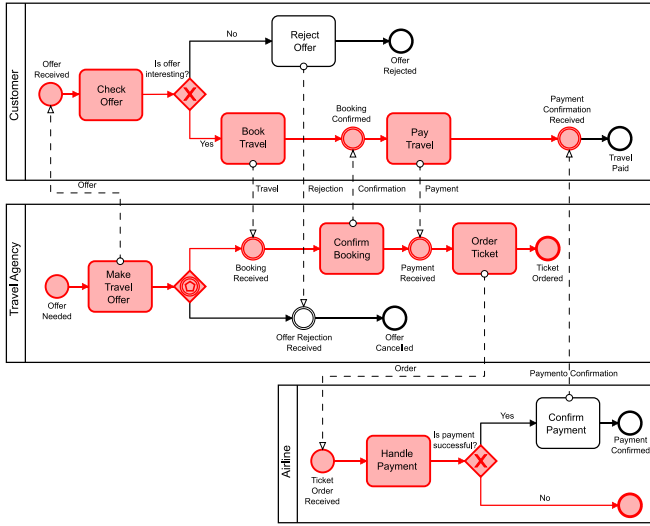 Customer
Offer
Received
Check
Offer
Is offer
interesting?
No
Reject
Offer
Offer
Rejected
Yes
Book
Travel
Booking
Confirmed
Pay
Travel
Payment
Confirmation
Received
Travel
Paid
Offer
Travel
Rejection
Confirmation
Payment
Travel Agency
Offer
Needed
Make
Travel
Offer
Booking
Received
Confirm
Booking
Payment
Received
Order
Ticket
Ticket
Ordered
Offer Rejection
Received
Offer
Cancelled
Order
Paymento Confirmation
Airline
Ticket
Order
Received
Handle
Payment
Is payment
successful?
Yes
Confirm
Payment
Payment
Confirmed
No